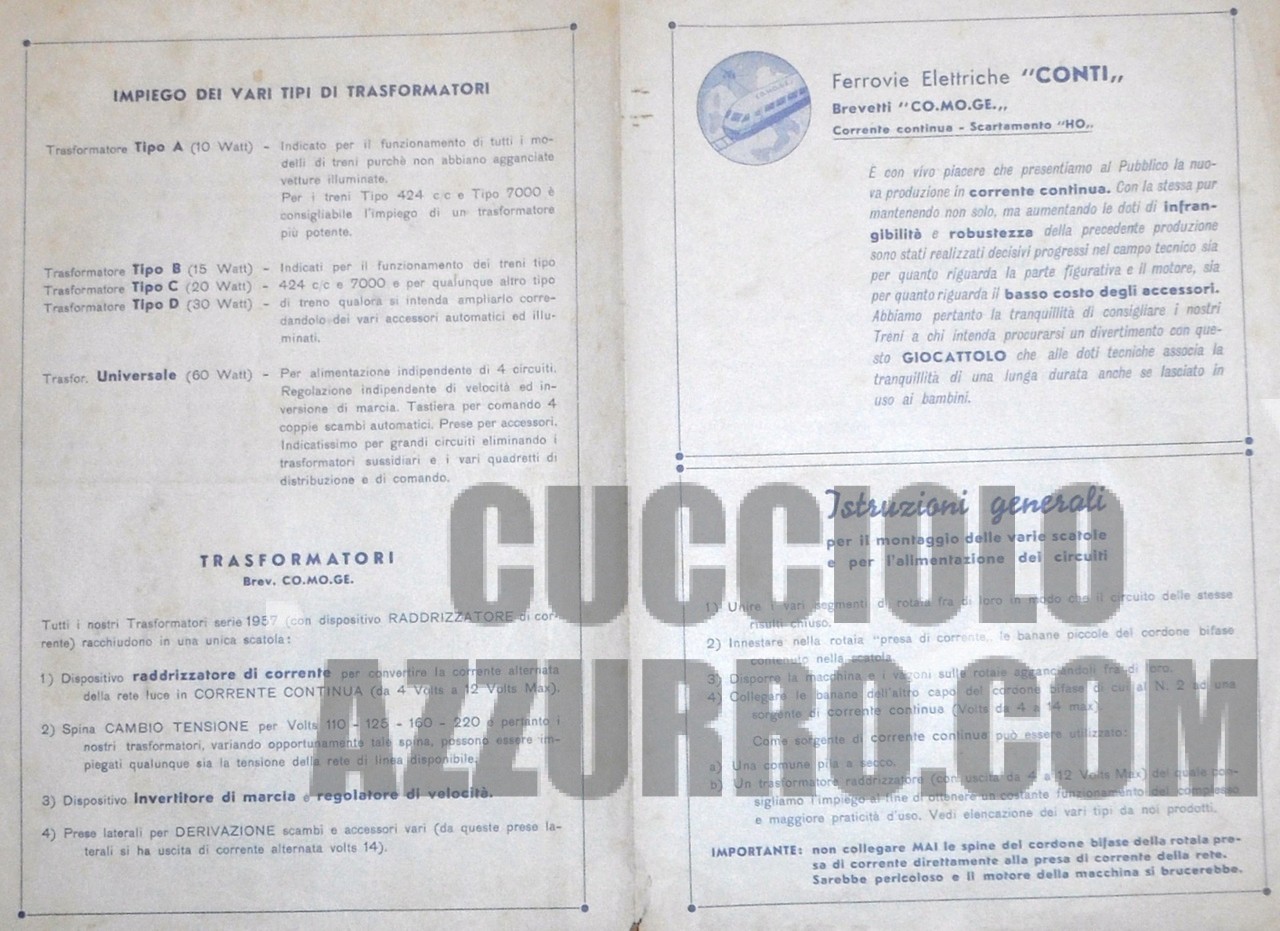 IMPIEGO DEI VARI TIPI DI TRASFORMATORI
Trasformatore Tipo A (10 Watt) - Indicato per il funzionamento di tutti i mo-
delli di treni purchè non abbiano agganciate
vetture illuminate.
Per i treni Tipo 424 c/c e Tipo 7000 è
consigliabile l'impiego di un trasformatore
più potente.
Trasformatore Tipo B (15 Watt) - Indicati per il funzionamento dei treni tipo
Trasformatore Tipo C (20 Watt) - 424 c/c e 7000 e per qualunque altro tipo
Trasformatore Tipo D (30 Watt) - di treno qualora si intenda ampliarlo corre-
dandolo dei vari accessori automatici ed illu-
minati.
Trasfor. Universale (60 Watt) - Per alimentazione indipendente di 4 circuiti.
Regolazione indipendente di velocità ed in-
versione di marcia. Tastiera per comando 4
coppie scambi automatici. Prese per accessori.
Indicatissimo per grandi circuiti eliminando i
trasformatori sussidiari e i vari quadretti di
distribuzione e di comando.
TRASFORMATORI
Brev. CO.MO.GE.
Tutti i nostri Trasformatori serie 1957 (con dispositivo RADDRIZZATORE di cor-
rente) racchiudono in una unica scatola:
1) Dispositivo raddrizzatore di corrente per convertire la corrente alternata
della rete luce in CORRENTE CONTINUA (da 4 Volts a 12 Volts Max).
2) Spina CAMBIO TENSIONE per Volts 110 - 125 - 160 - 220 e pertanto i
nostri trasformatori, variando opportunamente tale spina, possono essere im-
piegati qualunque sia la tensione della rete di linea disponibile.
3) Dispositivo Invertitore di marcia e regolatore di velocità.
4) Prese laterali per DERIVAZIONE scambi e accessori vari (da queste prese la-
terali si ha uscita di corrente alternata volts 14).
Ferrovie Elettriche "CONTI„
Brevetti "CO.MO.GE.„
Corrente continua - Scartamento "HO„
E con vivo piacere che presentiamo al Pubblico la nuo-
va produzione in corrente continua. Con la stessa pur
mantenendo non solo, ma aumentando le doti di infran-
gibilità e robustezza della precedente produzione
sono stati realizzati decisivi progressi nel campo tecnico sia
per quanto riguarda la parte figurativa e il motore, sia
per quanto riguarda il basso costo degli accessori.
Abbiamo pertanto la tranquillità di consigliare i nostri
Treni a chi intenda procurarsi un divertimento con que-
sto GIOCATTOLO che alle doti tecniche associa la
tranquillità di una lunga durata anche se lasciato in
uso ai bambini.
Istruzioni generali
per il montaggio delle varie scatole
e per l'alimentazione dei circuiti
1) Unire i vari segmenti di rotaia fra di loro in modo che il circuito delle stesse
risulti chiuso.
2) Innestare nella rotaia "presa di corrente„ le banane piccole del cordone bifase
contenuto nella scatola.
3) Disporre la macchina e i vagoni sulle rotaie agganciandoli fra di loro.
4) Collegare le banane dell'altro capo del cordone bifase di cui al N. 2 ad una
sorgente di corrente continua (Volts da 4 a 14 max).
Come sorgente di corrente continua può essere utilizzato:
a) Una comune pila a secco.
b) Un trasformatore raddrizzatore (con uscita da 4 a 12 Volts Max) del quale con-
sigliamo l'impiego al fine di ottenere un costante funzionamento del complesso
e maggiore praticità d'uso. Vedi elencazione dei vari tipi da noi prodotti.
IMPORTANTE: non collegare MAI le spine del cordone bifase della rotaia pre-
sa di corrente direttamente alla presa di corrente della rete.
Sarebbe pericoloso e il motore della macchina si brucerebbe.
CUCCIOLO
AZZURRO.COM